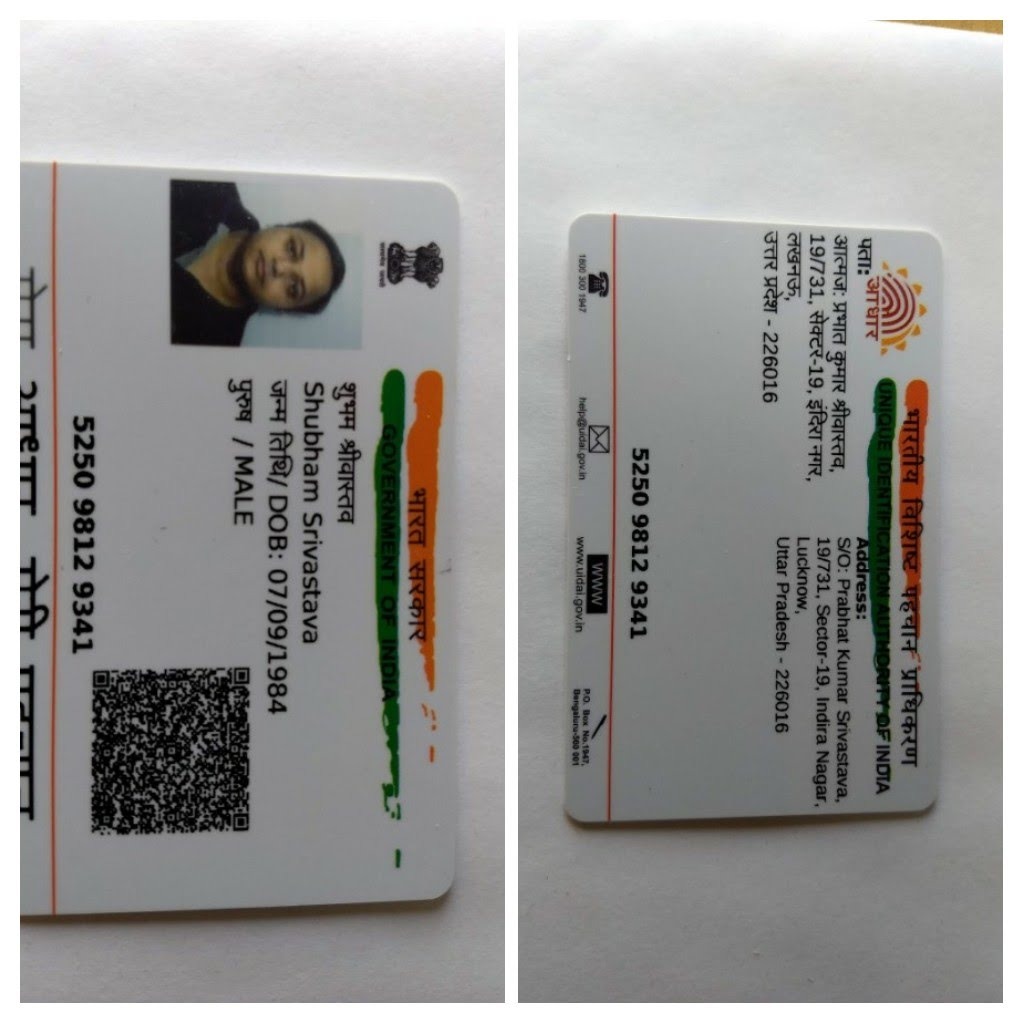 सत्यमेव जयते
भारत सरकार
GOVERNMENT OF INDIA
शुभम श्रीवास्तव
Shubham Srivastava
जन्म तिथि/ DOB: 07/09/1984
पुरुष / MALE
5250 9812 9341
आधार
भारतीय विशिष्ट पहचान प्राधिकरण
UNIQUE IDENTIFICATION AUTHORITY OF INDIA
पता:
आत्मज: प्रभात कुमार श्रीवास्तव,
19/731, सेक्टर-19, इंदिरा नगर,
लखनऊ,
उत्तर प्रदेश - 226016
Address:
S/O: Prabhat Kumar Srivastava,
19/731, Sector-19, Indira Nagar,
Lucknow,
Uttar Pradesh - 226016
5250 9812 9341
1800 300 1947
help@uidai.gov.in
WWW
www.uidai.gov.in
P.O. Box No.1947,
Bengaluru-560 001